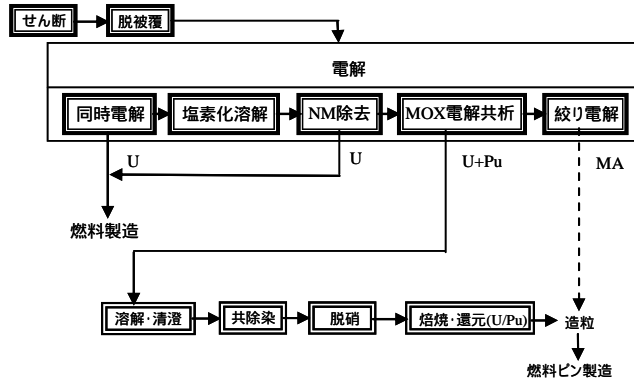 せん断
脱被覆
電解
同時電解
塩素化溶解
NM除去
MOX電解共析
絞り電解
U
U
U+Pu
MA
燃料製造
溶解・清澄
共除染
脱硝
焙焼・還元(U/Pu)
造粒
燃料ピン製造